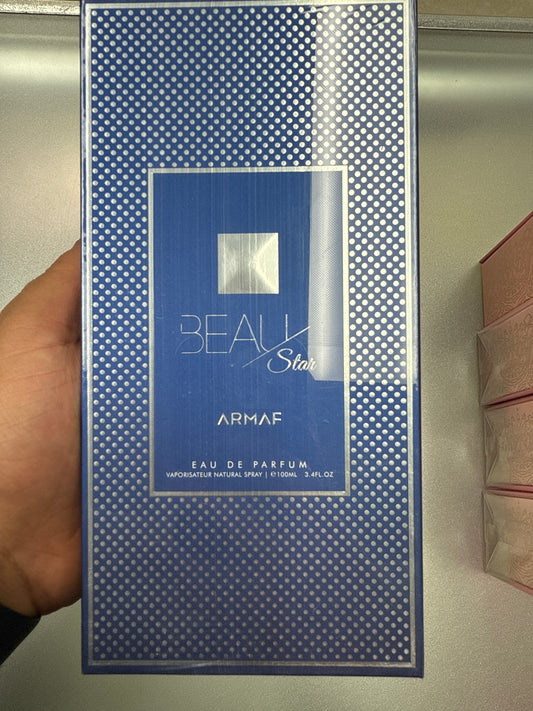 BEAU
Star
ARMAF
EAU DE PARFUM
VAPORISATEUR NATURAL SPRAY | ℮100ML 3.4FL.OZ